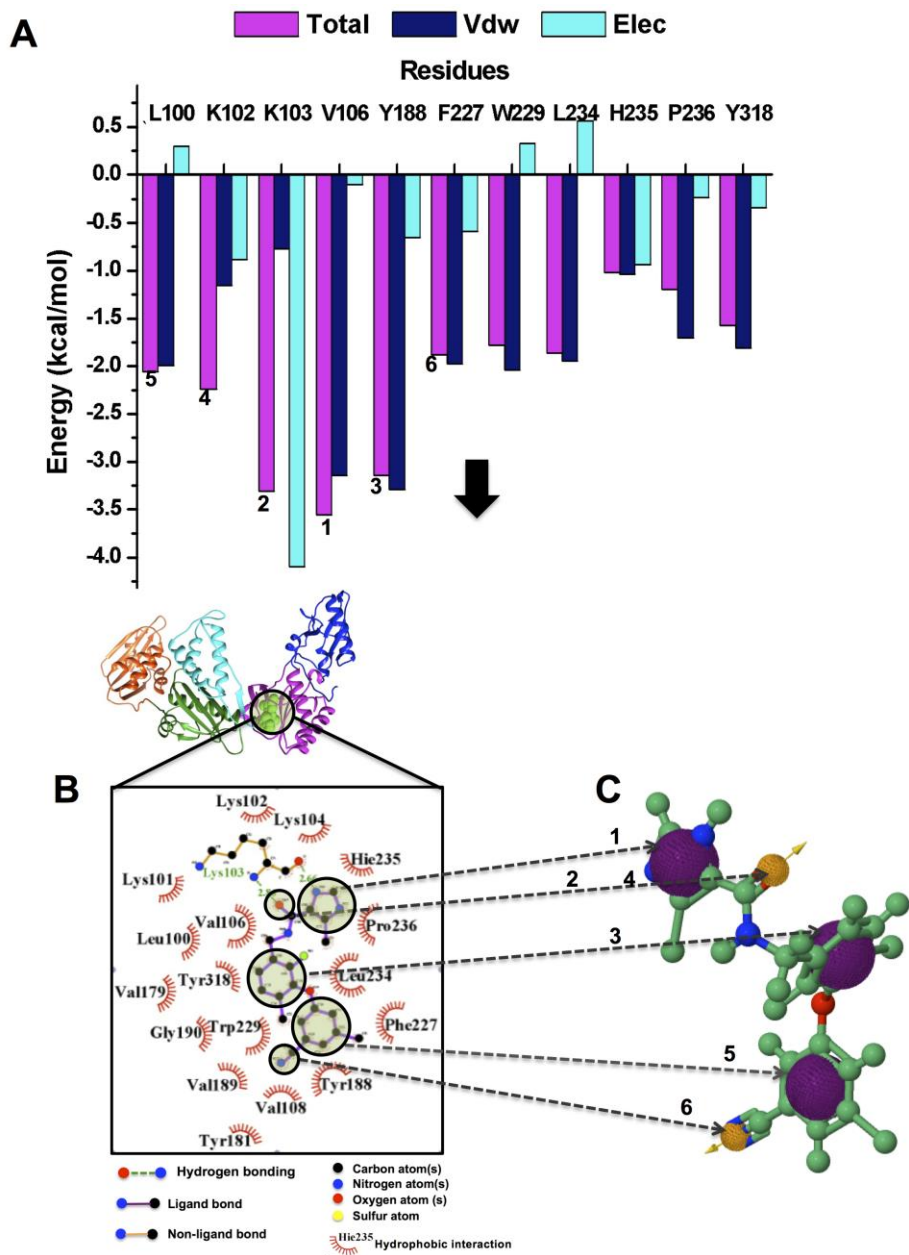 A
Total Vdw Elec
Residues
L100 K102 K103 V106 Y188 F227 W229 L234 H235 P236 Y318
0.5
0.0
-0.5
-1.0
-1.5
-2.0
-2.5
-3.0
-3.5
-4.0
Energy (kcal/mol)
5
4
2
1
3
6
B
C
Lys102
Lys104
Lys103
Hie235
Lys101
Val106
Pro236
Leu100
Tyr318
Leu234
Val179
Gly190
Trp229
Phe227
Val189
Tyr188
Val108
Tyr181
1
2
4
3
5
6
Hydrogen bonding
Ligand bond
Non-ligand bond
Carbon atom(s)
Nitrogen atom(s)
Oxygen atom (s)
Sulfur atom
Hie235 Hydrophobic interaction